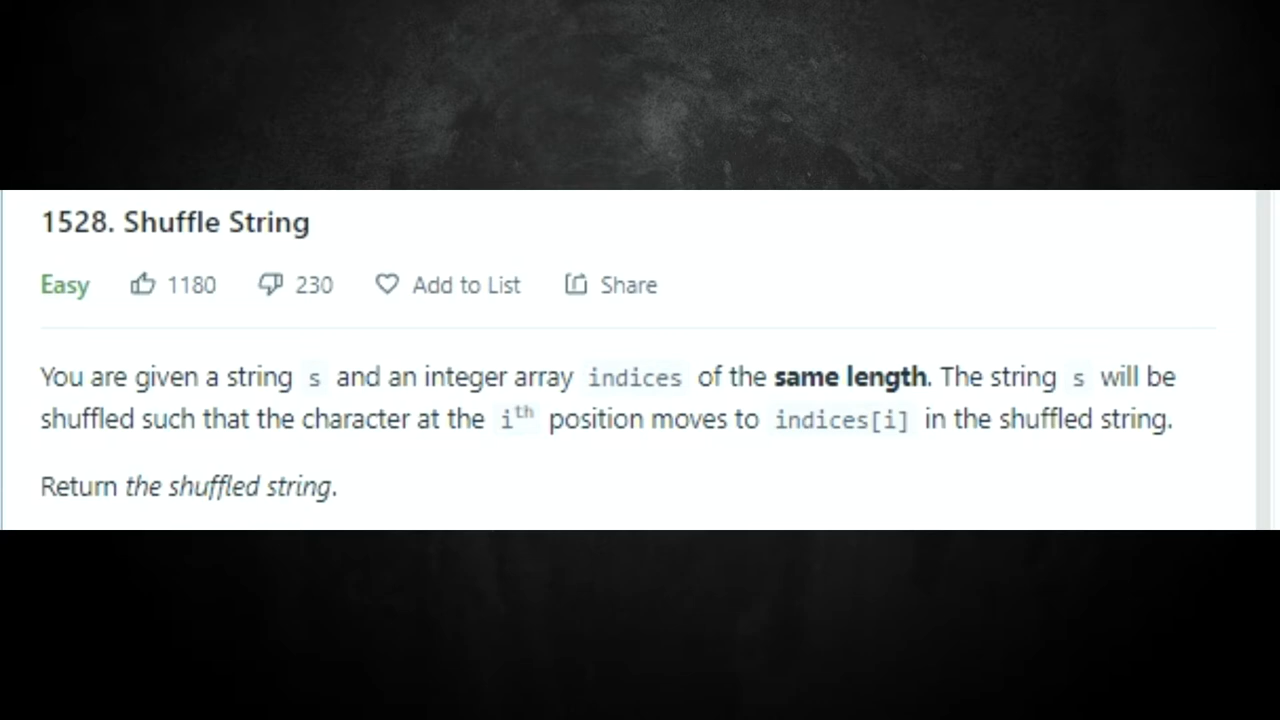 1528. Shuffle String
Easy 1180 230 Add to List Share
You are given a string s and an integer array indices of the same length. The string s will be
shuffled such that the character at the ith position moves to indices[i] in the shuffled string.
Return the shuffled string.